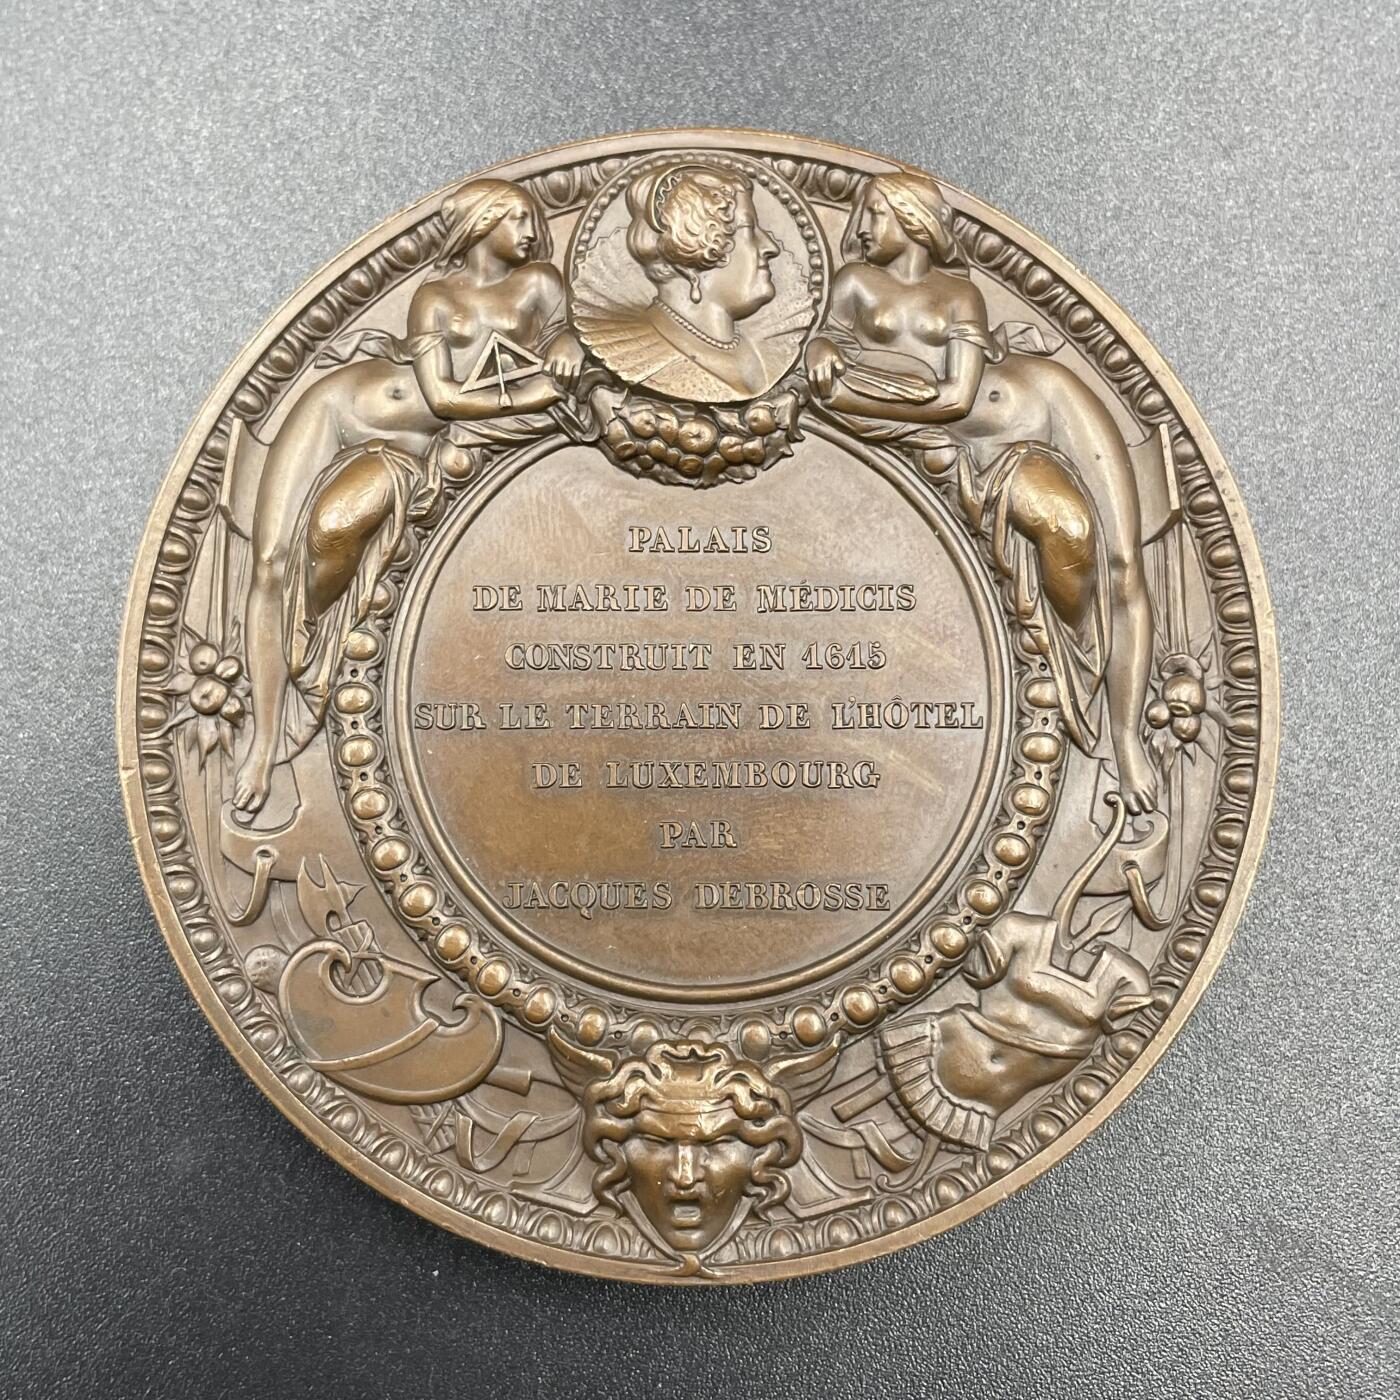 PALAIS
DE MARIE DE MÉDICIS
CONSTRUIT EN 1615
SUR LE TERRAIN DE L'HÔTEL
DE LUXEMBOURG
PAR
JACQUES DEBROSSE